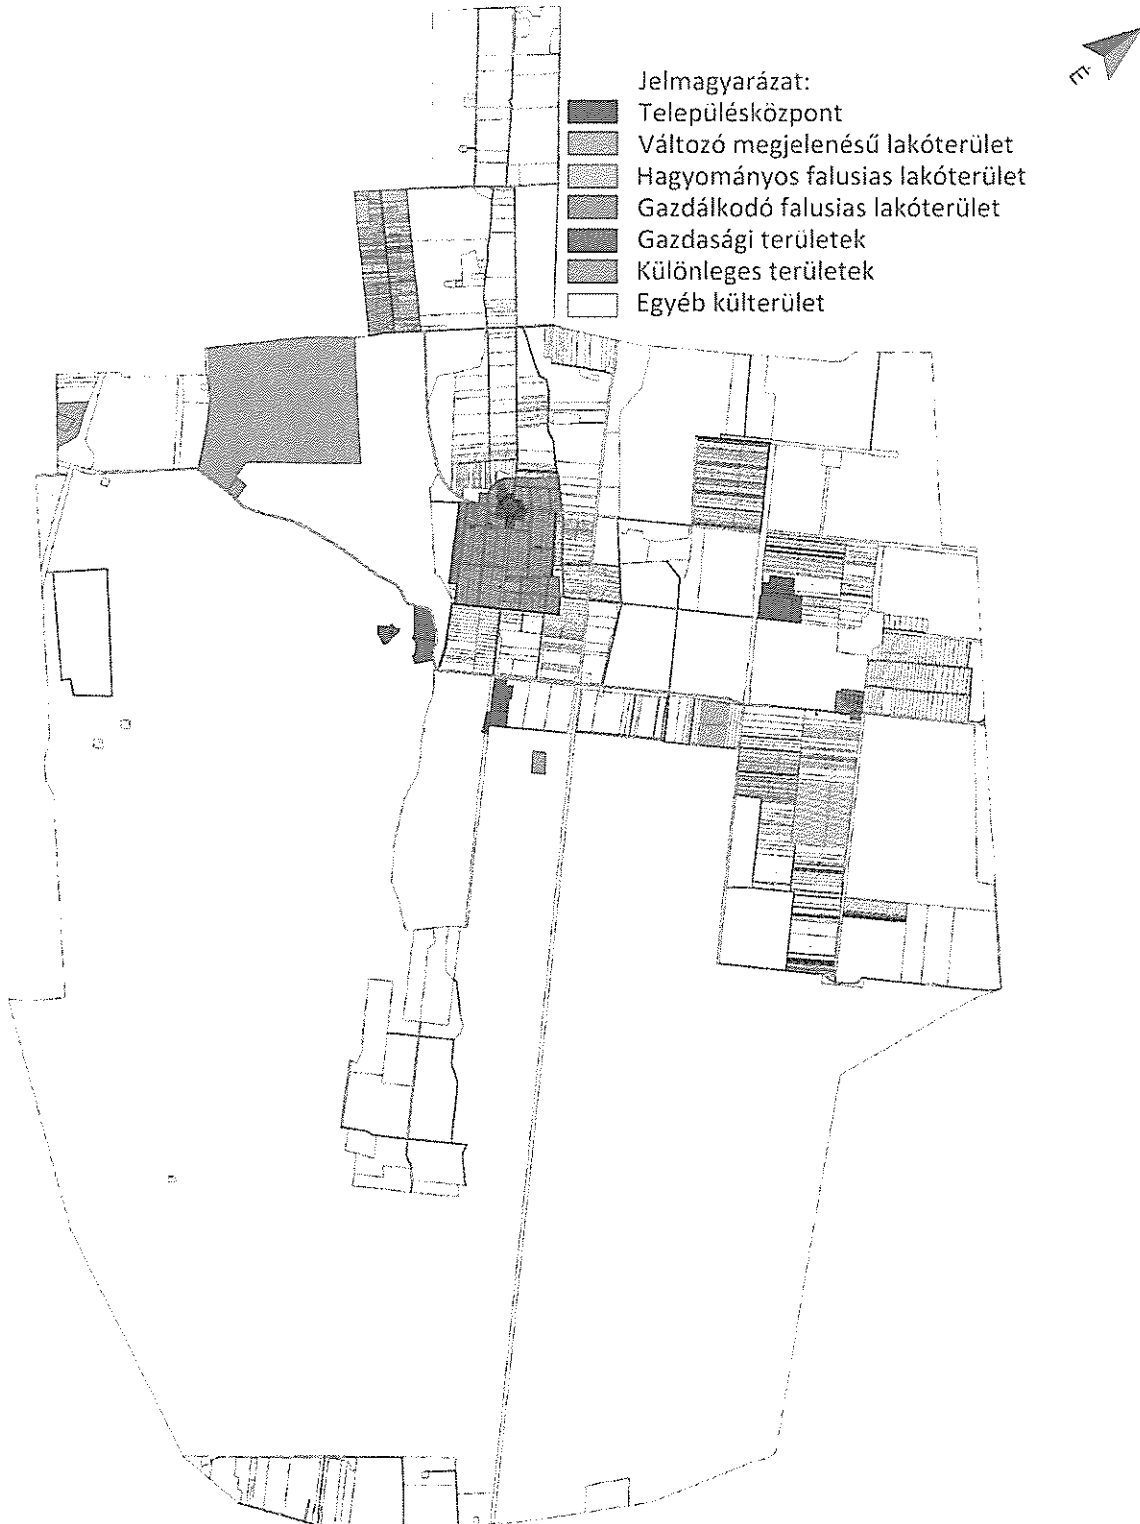 Jelmagyarázat:
Településközpont
Változó megjelenésű lakóterület
Hagyományos falusias lakóterület
Gazdálkodó falusias lakóterület
Gazdasági területek
Különleges területek
Egyéb külterület
É